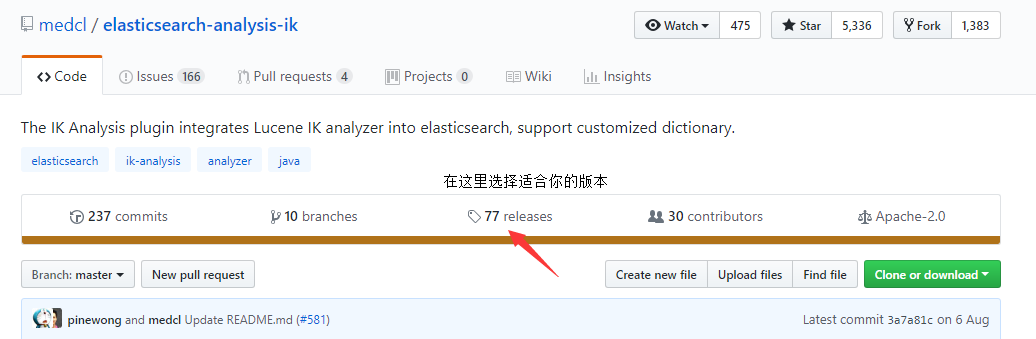 medcl / elasticsearch-analysis-ik Watch 475 Star 5,336 Fork 1,383
Code Issues 166 Pull requests 4 Projects 0 Wiki Insights
The IK Analysis plugin integrates Lucene IK analyzer into elasticsearch, support customized dictionary.
elasticsearch ik-analysis analyzer java
在这里选择适合你的版本
237 commits 10 branches 77 releases 30 contributors Apache-2.0
Branch: master New pull request Create new file Upload files Find file Clone or download
pinewong and medcl Update README.md (#581) Latest commit 3a7a81c on 6 Aug